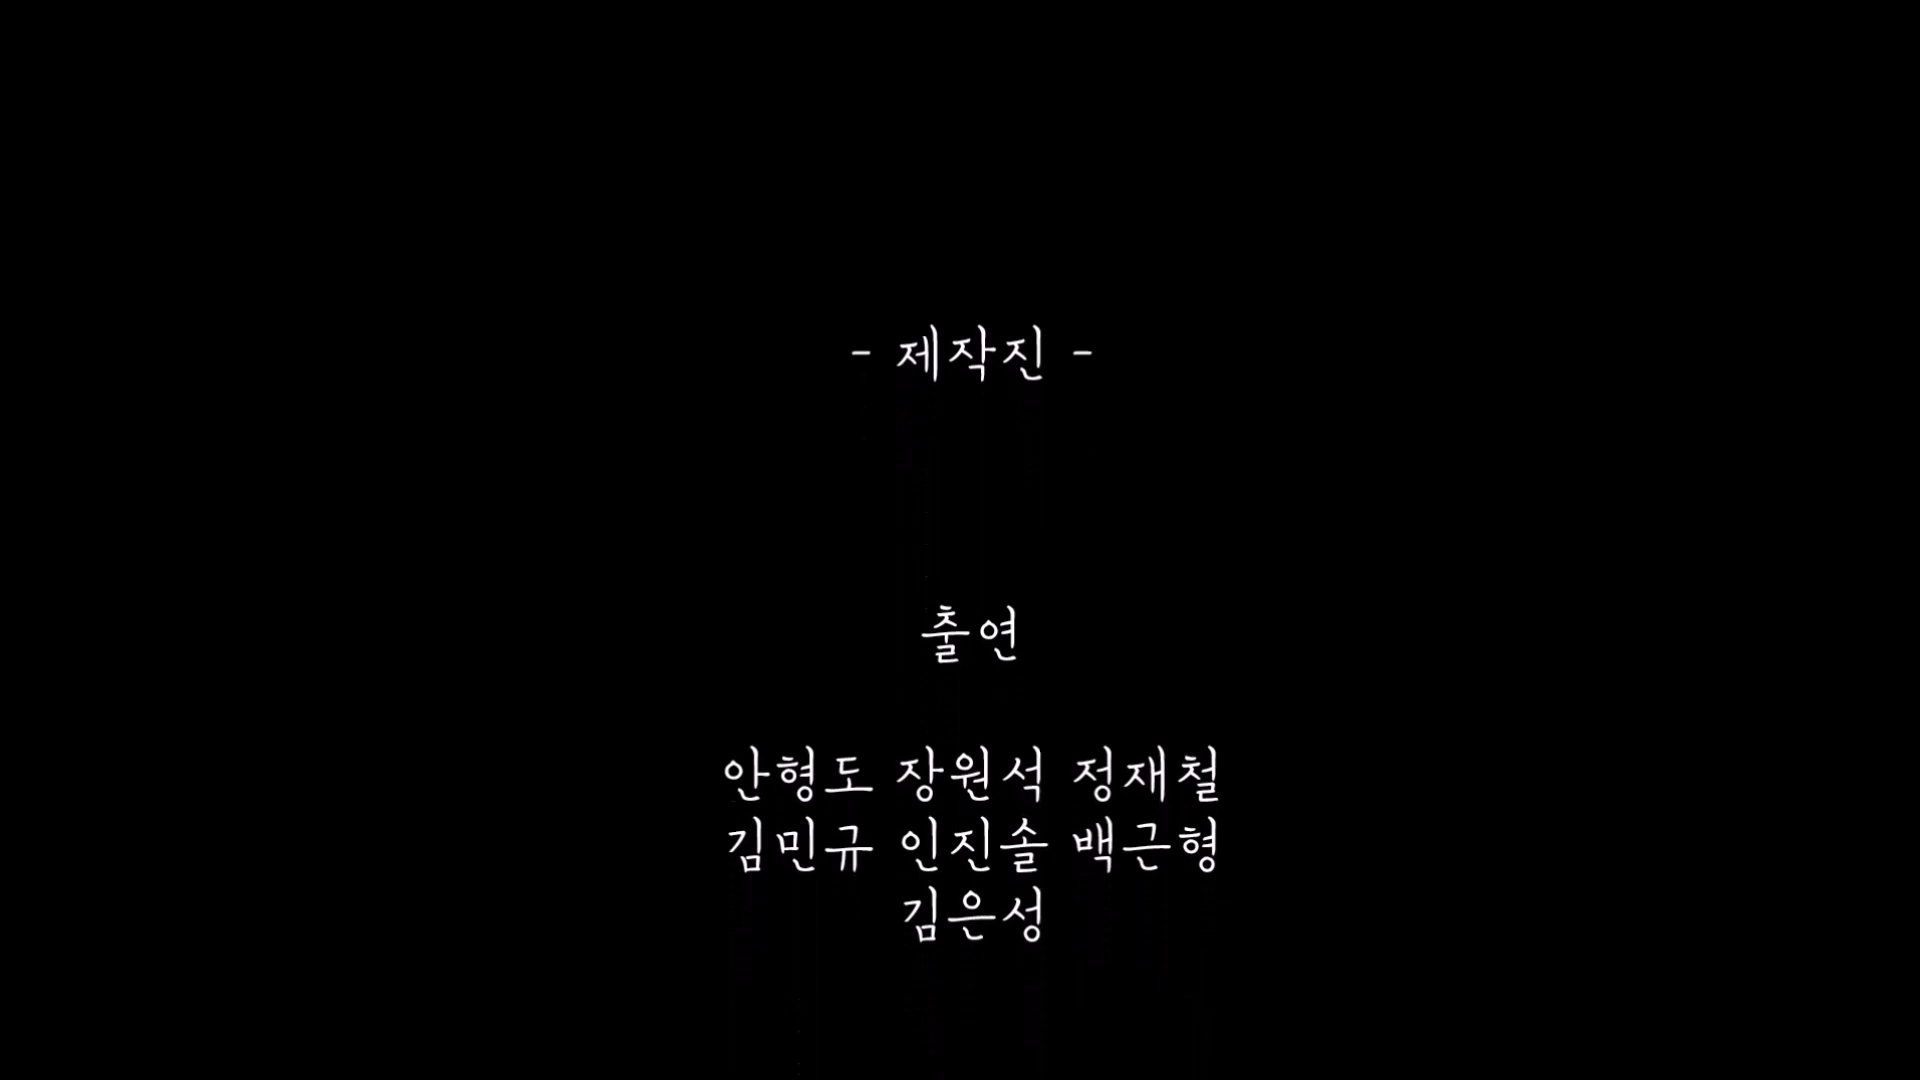 - 제작진 -
출연
안형도 장원석 정재철
김민규 인진솔 백근형
김은성